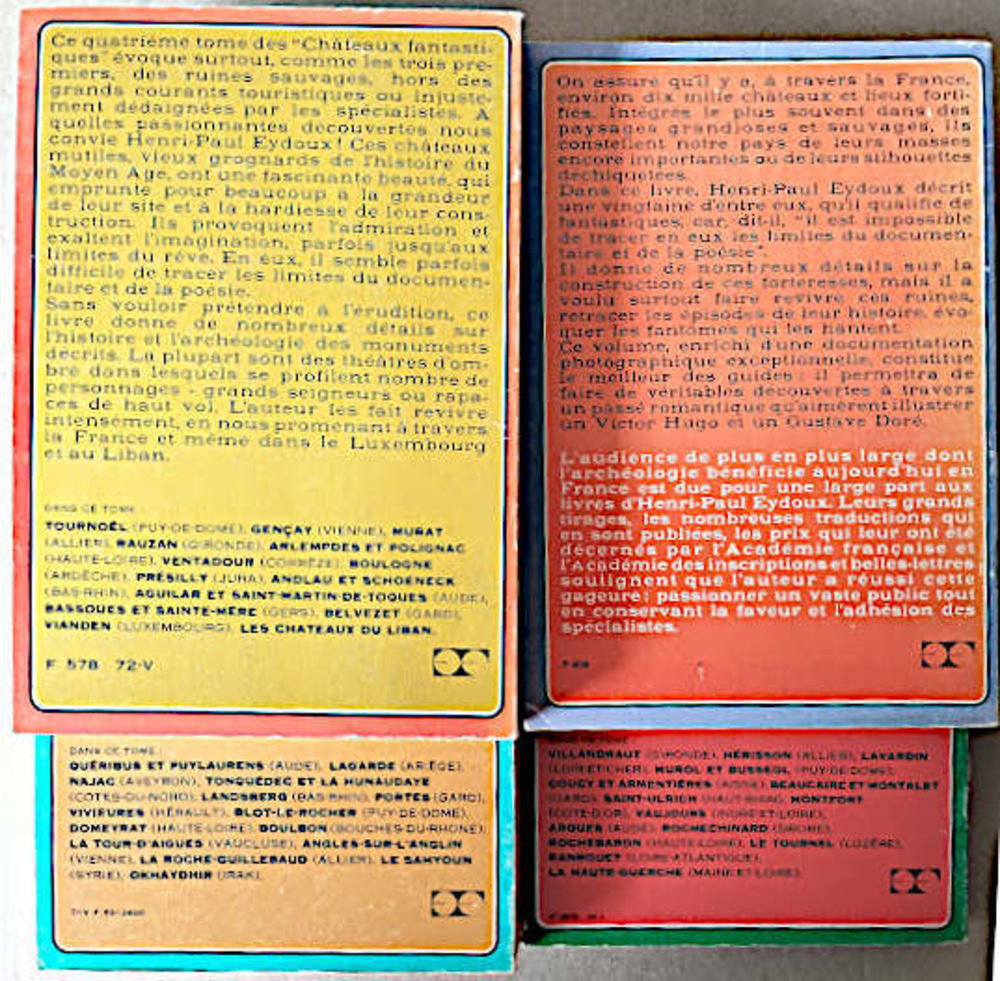 Ce quatrième tome des "Châteaux fantasti-
ques" évoque surtout, comme les trois pre-
miers, des ruines sauvages, hors des
grands courants touristiques ou injuste-
ment dédaignées par les spécialistes. A
quelles passionnantes découvertes nous
convie Henri-Paul Eydoux! Ces châteaux
mutilés, vieux grognards de l'histoire du
Moyen Age, ont une fascinante beauté, qui
emprunte pour beaucoup à la grandeur
de leur site et à la hardiesse de leur cons-
truction. Ils provoquent l'admiration et
exaltent l'imagination, parfois jusqu'aux
limites du rêve. En eux, il semble parfois
difficile de tracer les limites du documen-
taire et de la poésie.
Sans vouloir prétendre à l'érudition, ce
livre donne de nombreux détails sur
l'histoire et l'archéologie des monuments
décrits. La plupart sont des théâtres d'om-
bre dans lesquels se profilent nombre de
personnages - grands seigneurs ou rapa-
ces de haut vol. L'auteur les fait revivre
intensément, en nous promenant à travers
la France et même dans le Luxembourg
et au Liban.
DANS CE TOME :
TOURNOËL (PUY-DE-DOME), GENÇAY (VIENNE), MURAT
(ALLIER), RAUZAN (GIRONDE), ARLEMPDES ET POLIGNAC
(HAUTE-LOIRE), VENTADOUR (CORRÈZE), BOULOGNE
(ARDÈCHE), PRÉSILLY (JURA), ANDLAU ET SCHOENECK
(BAS-RHIN), AGUILAR ET SAINT-MARTIN-DE-TOQUES (AUDE),
BASSOUES ET SAINTE-MÈRE (GERS), BELVEZET (GARD),
VIANDEN (LUXEMBOURG), LES CHATEAUX DU LIBAN.
F 578 72-V
On assure qu'il y a, à travers la France,
environ dix mille châteaux et lieux forti-
fiés. Intégrés le plus souvent dans des
paysages grandioses et sauvages, ils
constellent notre pays de leurs masses
encore importantes ou de leurs silhouettes
déchiquetées.
Dans ce livre, Henri-Paul Eydoux décrit
une vingtaine d'entre eux, qu'il qualifie de
fantastiques, car, dit-il, "il est impossible
de tracer en eux les limites du documen-
taire et de la poésie".
Il donne de nombreux détails sur la
construction de ces forteresses, mais il a
voulu surtout faire revivre ces ruines,
retracer les épisodes de leur histoire, évo-
quer les fantômes qui les hantent.
Ce volume, enrichi d'une documentation
photographique exceptionnelle, constitue
le meilleur des guides : il permettra de
faire de véritables découvertes à travers
un passé romantique qu'aimèrent illustrer
un Victor Hugo et un Gustave Doré.
L'audience de plus en plus large dont
l'archéologie bénéficie aujourd'hui en
France est due pour une large part aux
livres d'Henri-Paul Eydoux. Leurs grands
tirages, les nombreuses traductions qui
en sont publiées, les prix qui leur ont été
décernés par l'Académie française et
l'Académie des inscriptions et belles-lettres
soulignent que l'auteur a réussi cette
gageure : passionner un vaste public tout
en conservant la faveur et l'adhésion des
spécialistes.
DANS CE TOME :
QUÉRIBUS ET PUYLAURENS (AUDE), LAGARDE (ARIÈGE),
NAJAC (AVEYRON), TONQUÉDEC ET LA HUNAUDAYE
(COTES-DU-NORD), LANDSBERG (BAS-RHIN), PORTES (GARD),
VIVIEURES (HÉRAULT), BLOT-LE-ROCHER (PUY-DE-DOME),
DOMEYRAT (HAUTE-LOIRE), BOULBON (BOUCHES-DU-RHONE),
LA TOUR-D'AIGUES (VAUCLUSE), ANGLES-SUR-L'ANGLIN
(VIENNE), LA ROCHE-GUILLEBAUD (ALLIER), LE SAHYOUN
(SYRIE), OKHAYDHIR (IRAK).
VILLANDRAUT (GIRONDE), HÉRISSON (ALLIER), LAVARDIN
(LOIR-ET-CHER), MUROL ET BUSSÉOL (PUY-DE-DOME),
COUCY ET ARMENTIÈRES (AISNE), BEAUCAIRE ET MONTALET
(GARD), SAINT-ULRICH (HAUT-RHIN), MONTFORT
(COTE-D'OR), VAUJOURS (INDRE-ET-LOIRE),
ARQUES (AUDE), ROCHECHINARD (DROME),
ROCHEBARON (HAUTE-LOIRE), LE TOURNEL (LOZÈRE),
RANROUET (LOIRE-ATLANTIQUE),
LA HAUTE-GUERCHE (MAINE-ET-LOIRE).